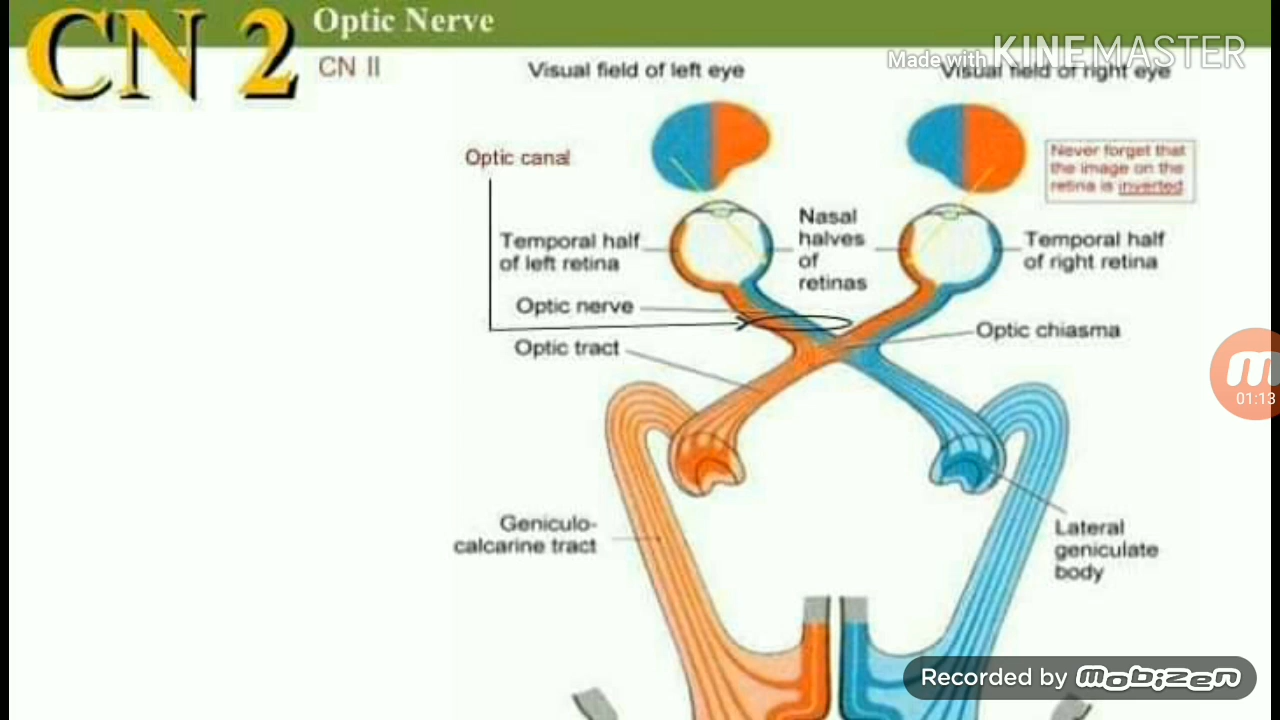 CN 2
Optic Nerve
CN II
Made with KINEMASTER
Visual field of left eye
Visual field of right eye
Optic canal
Never forget that
the image on the
retina is inverted
Temporal half
of left retina
Nasal
halves
of
retinas
Temporal half
of right retina
Optic nerve
Optic chiasma
Optic tract
01:13
Geniculo-
calcarine tract
Lateral
geniculate
body
Recorded by MOBIZEN